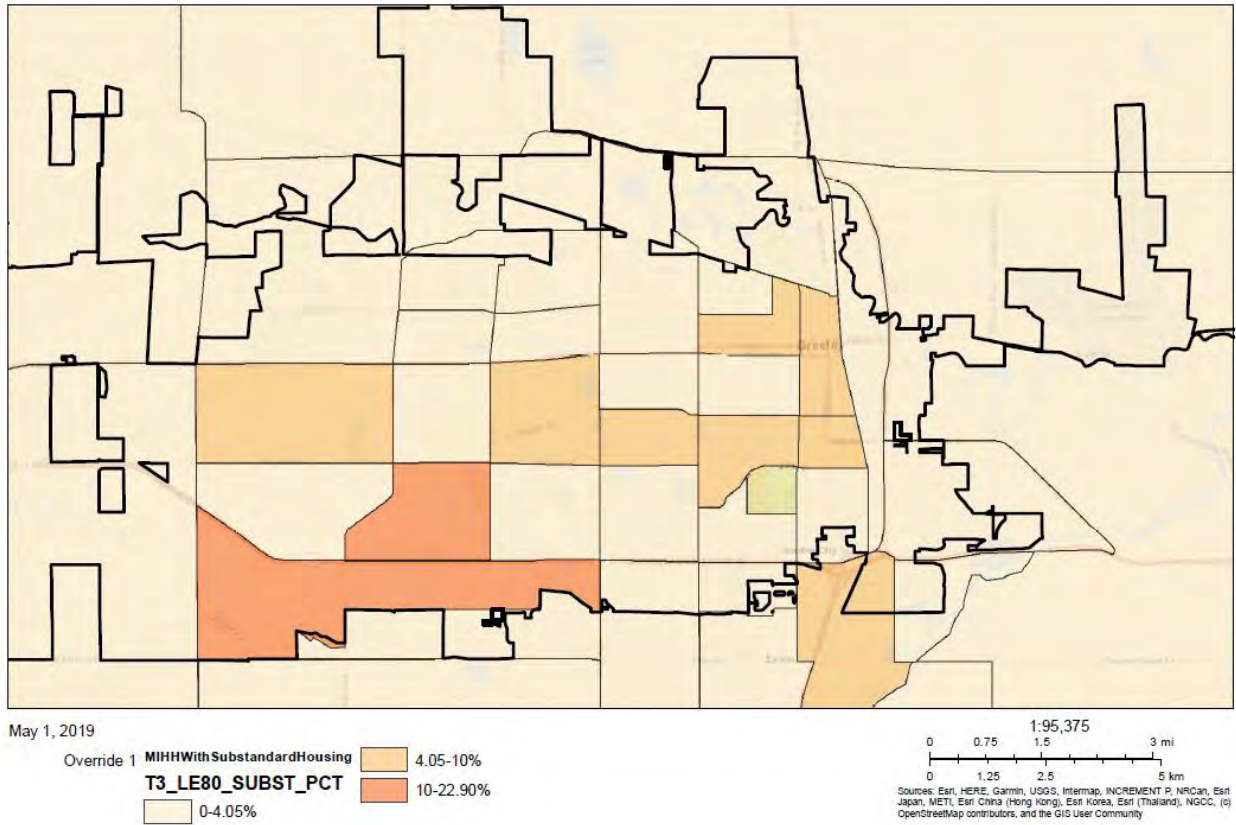 Greeley
May 1, 2019
Override 1 MIHHWithSubstandardHousing
T3_LE80_SUBST_PCT
0-4.05%
4.05-10%
10-22.90%
1:95,375
0 0.75 1.5 3 mi
0 1.25 2.5 5 km
Sources: Esri, HERE, Garmin, USGS, Intermap, INCREMENT P, NRCan, Esri
Japan, METI, Esri China (Hong Kong), Esri Korea, Esri (Thailand), NGCC, (c)
OpenStreetMap contributors, and the GIS User Community